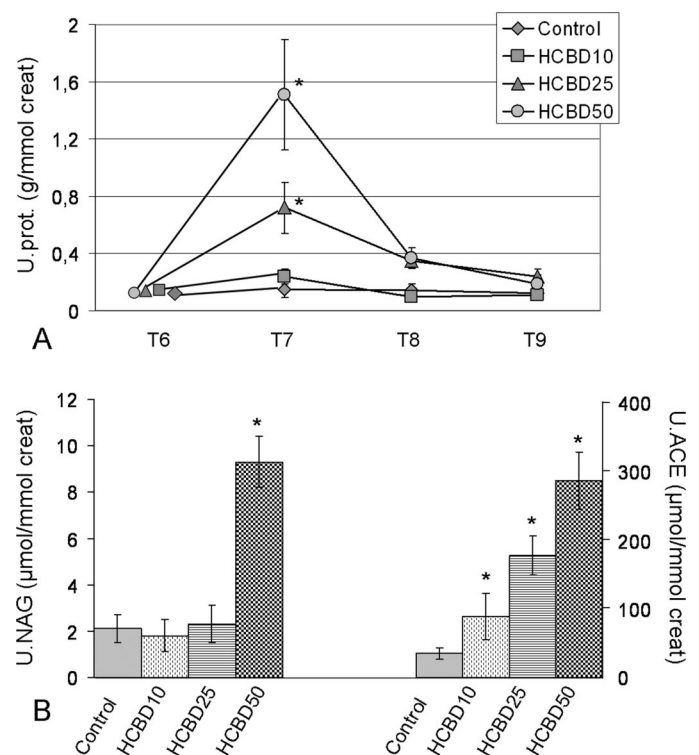 U.prot. (g/mmol creat)
2
1,6
1,2
0,8
0,4
0
*
*
Control
HCBD10
HCBD25
HCBD50
T6 T7 T8 T9
A
U.NAG (µmol/mmol creat)
12
10
8
6
4
2
0
*
*
*
*
400
300
200
100
0
U.ACE (µmol/mmol creat)
Control
HCBD10
HCBD25
HCBD50
Control
HCBD10
HCBD25
HCBD50
B